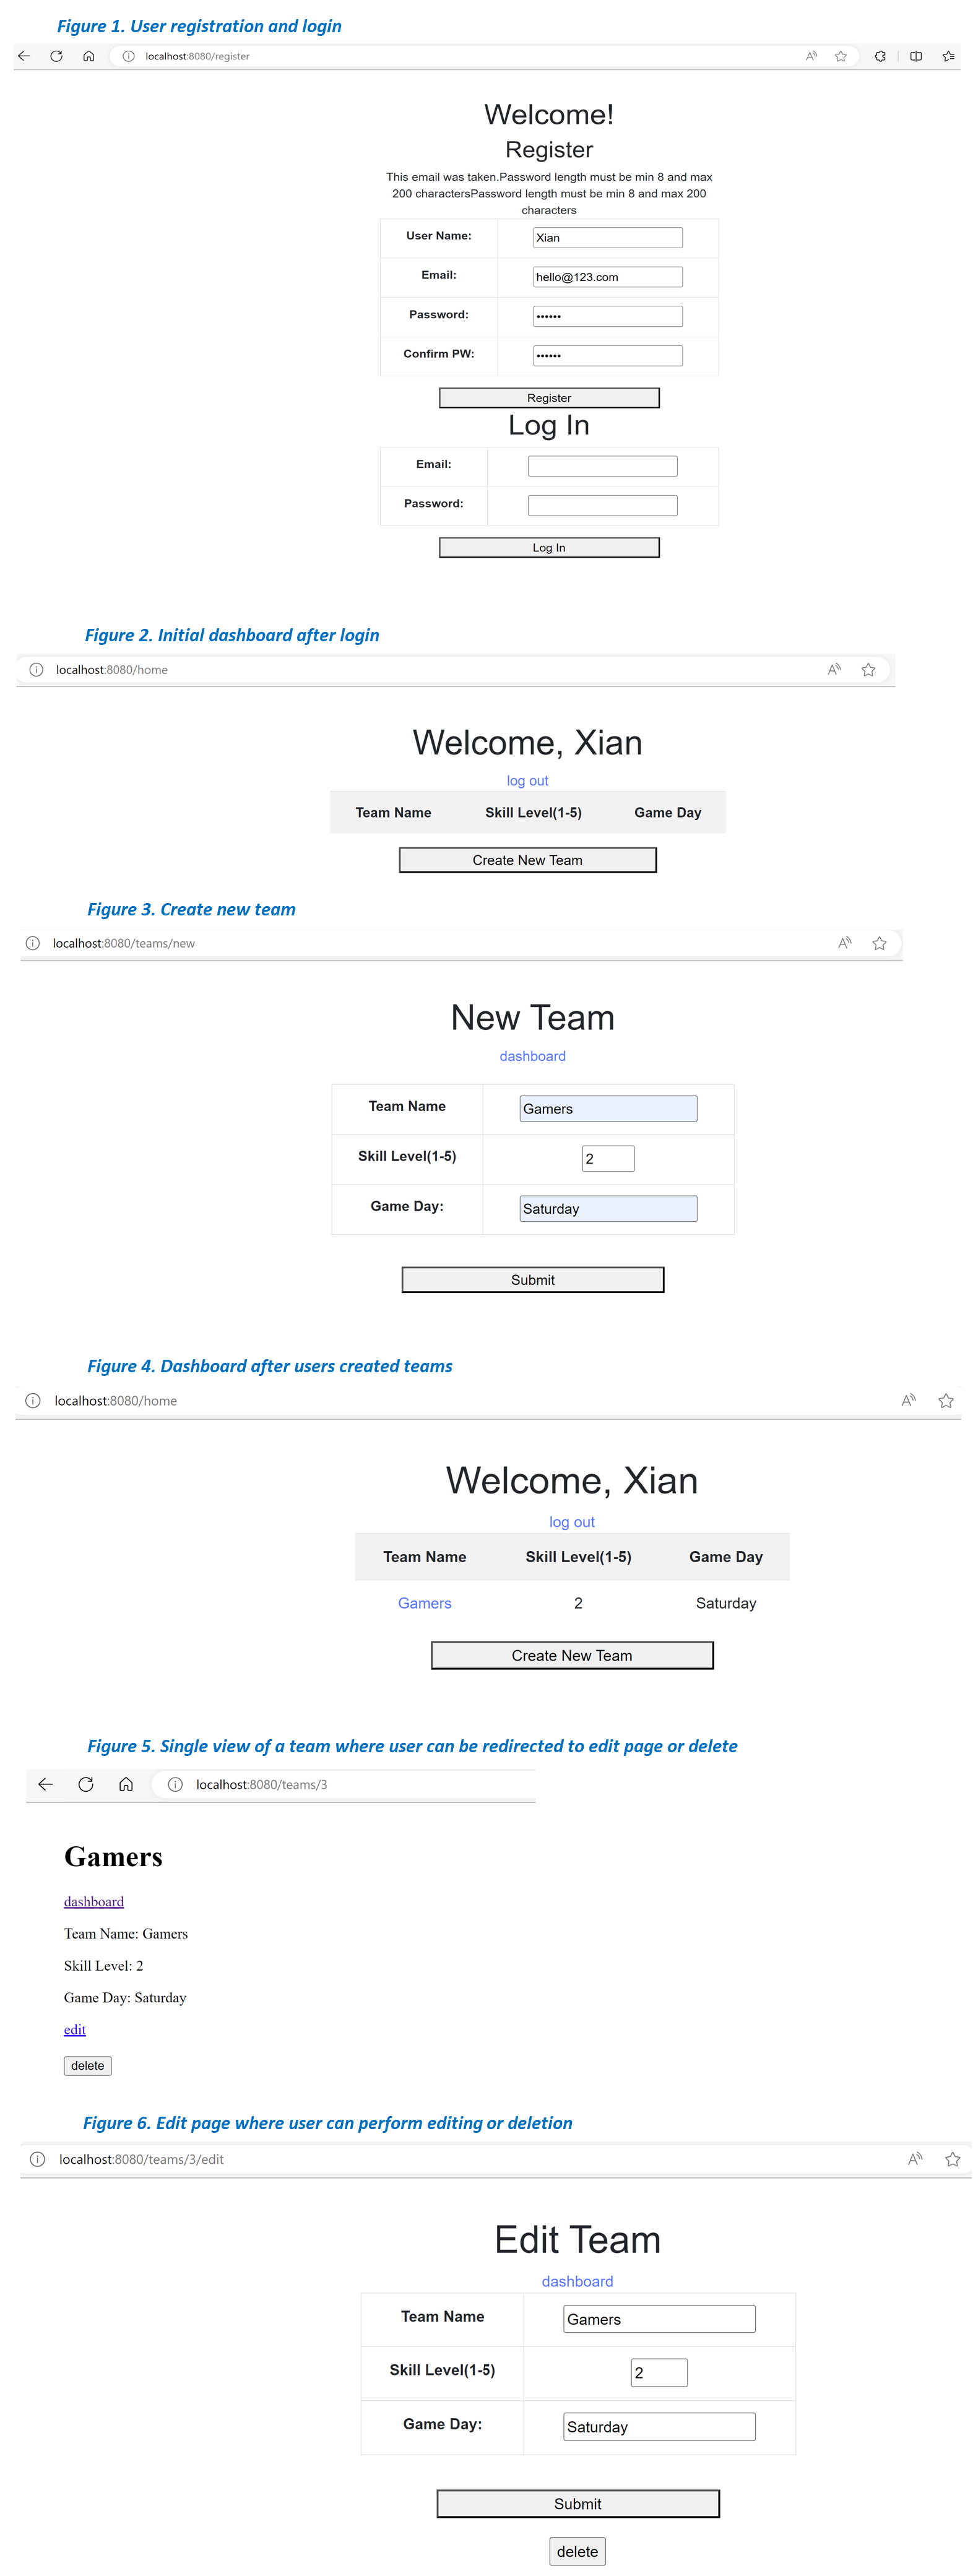 Figure 1. User registration and login
localhost:8080/register
Welcome!
Register
This email was taken.Password length must be min 8 and max
200 charactersPassword length must be min 8 and max 200
characters
User Name: Xian
Email: hello@123.com
Password: ••••••
Confirm PW: ••••••
Register
Log In
Email:
Password:
Log In
Figure 2. Initial dashboard after login
localhost:8080/home
Welcome, Xian
log out
Team Name Skill Level(1-5) Game Day
Create New Team
Figure 3. Create new team
localhost:8080/teams/new
New Team
dashboard
Team Name Gamers
Skill Level(1-5) 2
Game Day: Saturday
Submit
Figure 4. Dashboard after users created teams
localhost:8080/home
Welcome, Xian
log out
Team Name Skill Level(1-5) Game Day
Gamers 2 Saturday
Create New Team
Figure 5. Single view of a team where user can be redirected to edit page or delete
localhost:8080/teams/3
Gamers
dashboard
Team Name: Gamers
Skill Level: 2
Game Day: Saturday
edit
delete
Figure 6. Edit page where user can perform editing or deletion
localhost:8080/teams/3/edit
Edit Team
dashboard
Team Name Gamers
Skill Level(1-5) 2
Game Day: Saturday
Submit
delete